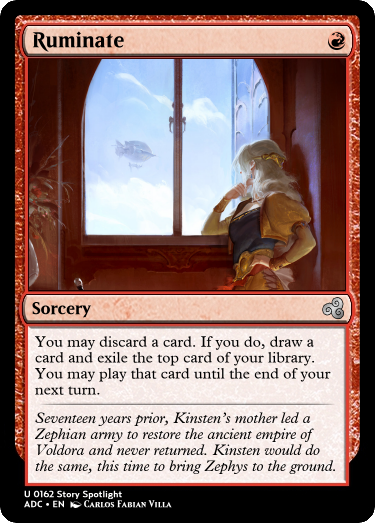 Ruminate
Sorcery
You may discard a card. If you do, draw a
card and exile the top card of your library.
You may play that card until the end of your
next turn.
Seventeen years prior, Kinsten's mother led a
Zephian army to restore the ancient empire of
Voldora and never returned. Kinsten would do
the same, this time to bring Zephys to the ground.
U 0162 Story Spotlight
ADC • EN Carlos Fabian Villa